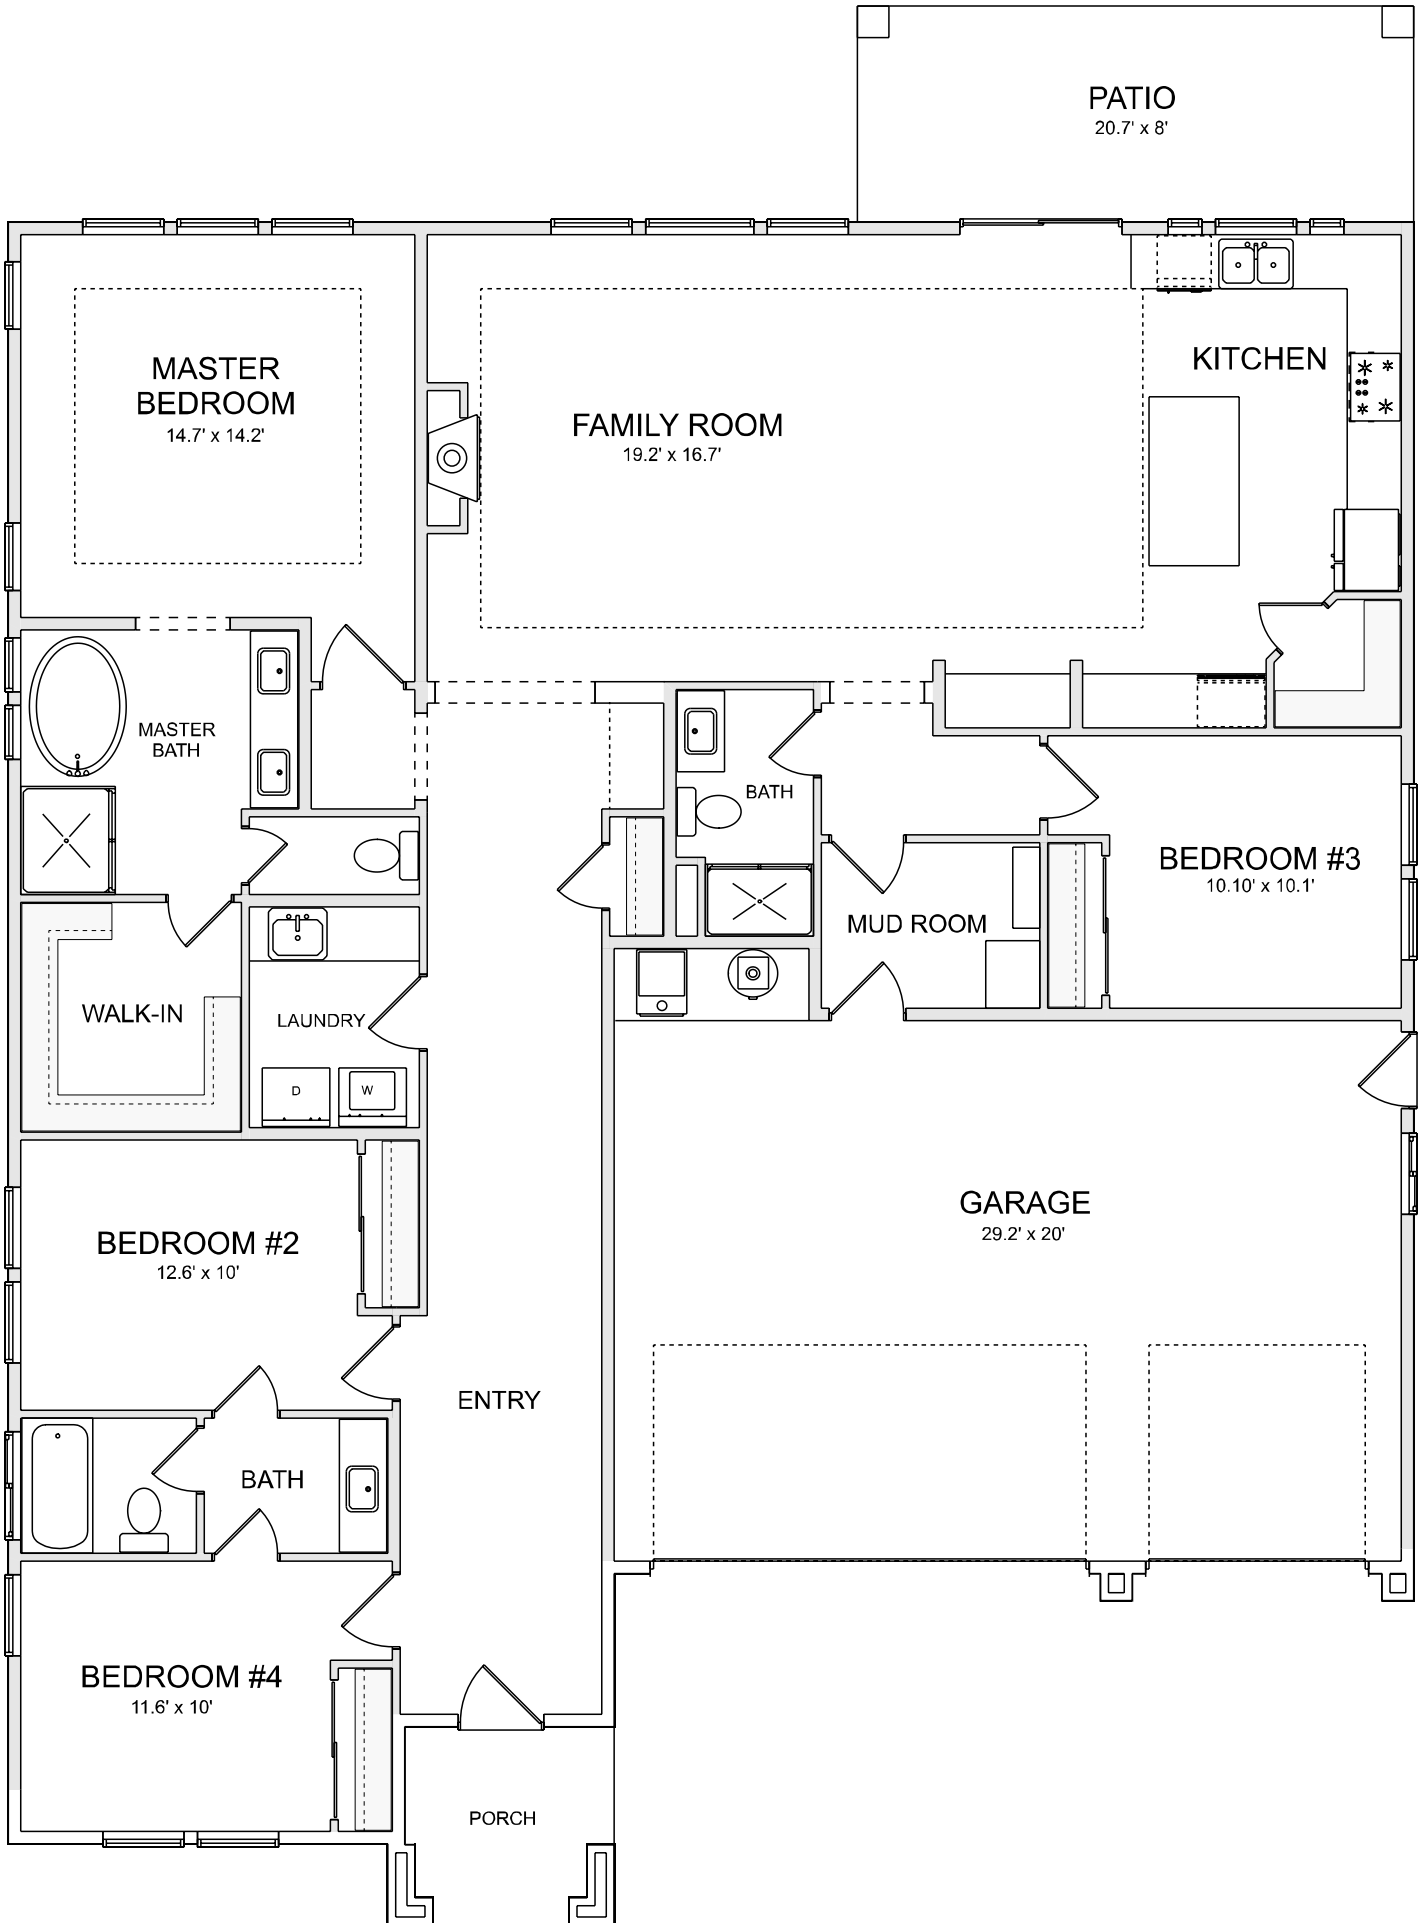 PATIO
20.7' x 8'
MASTER
BEDROOM
14.7' x 14.2'
FAMILY ROOM
19.2' x 16.7'
KITCHEN
MASTER
BATH
BATH
BEDROOM #3
10.10' x 10.1'
MUD ROOM
WALK-IN
LAUNDRY
D
W
BEDROOM #2
12.6' x 10'
GARAGE
29.2' x 20'
ENTRY
BATH
BEDROOM #4
11.6' x 10'
PORCH